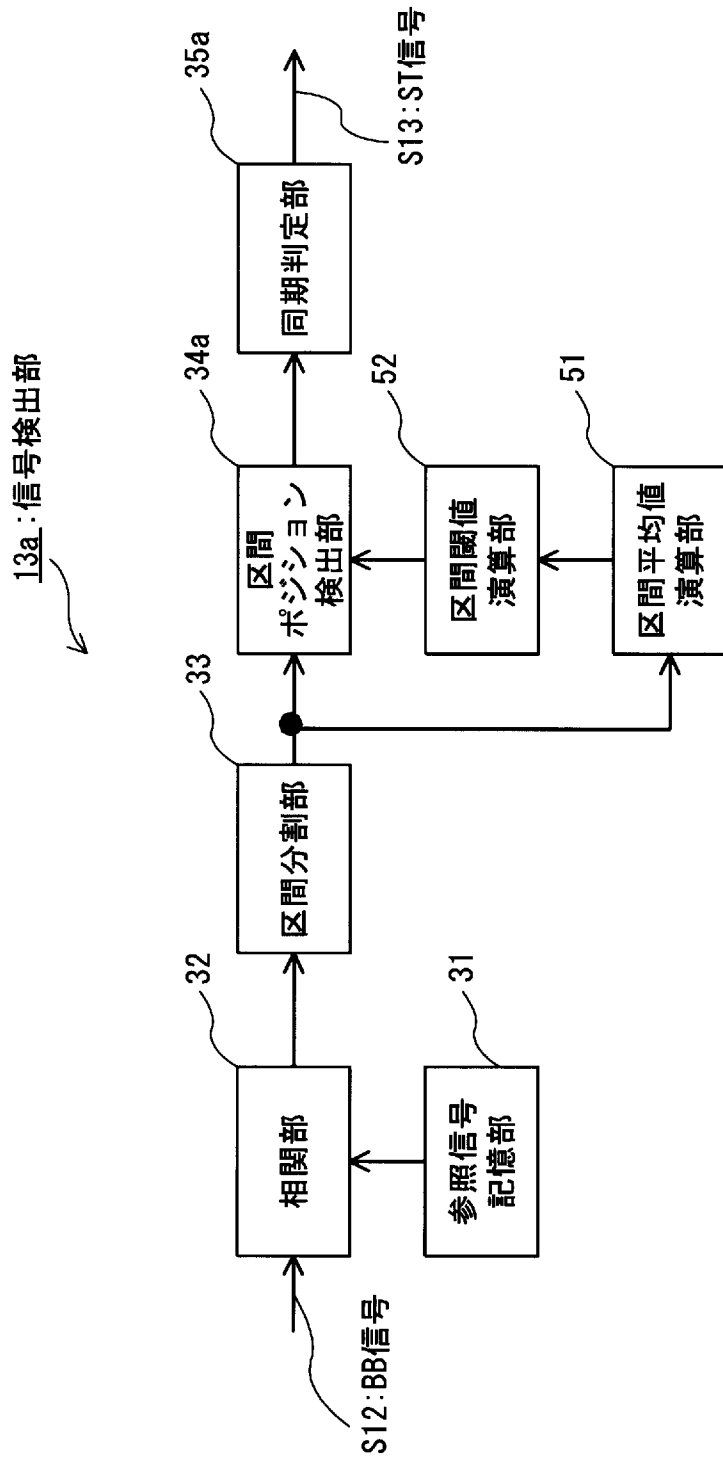 13a:信号検出部
S12:BB信号
32
相関部
31
参照信号
記憶部
33
区間分割部
34a
区間
ポジション
検出部
52
区間閾値
演算部
51
区間平均値
演算部
35a
同期判定部
S13:ST信号